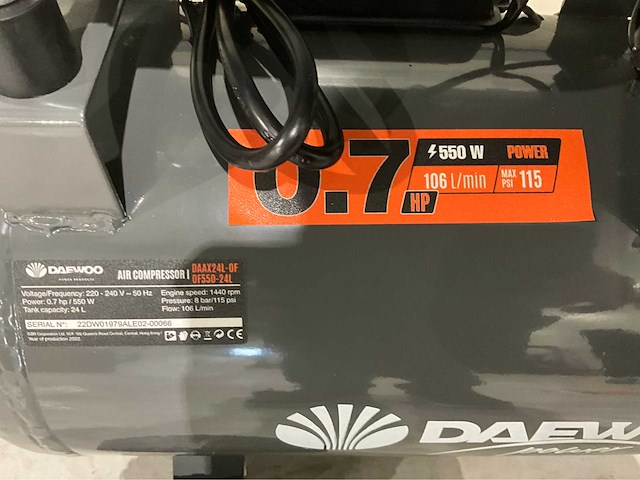 0.7 HP
550 W POWER
106 L/min MAX PSI 115
DAEWOO
POWER PRODUCTS
AIR COMPRESSOR | DAAX24L-OF
OF550-24L
Voltage/Frequency: 220 - 240 V ~ 50 Hz
Power: 0.7 hp / 550 W
Tank capacity: 24 L
Engine speed: 1440 rpm
Pressure: 8 bar/115 psi
Flow: 106 L/min
SERIAL Nº: 22DW01979ALE02-00066
Year of production 2022.
DAEW
power